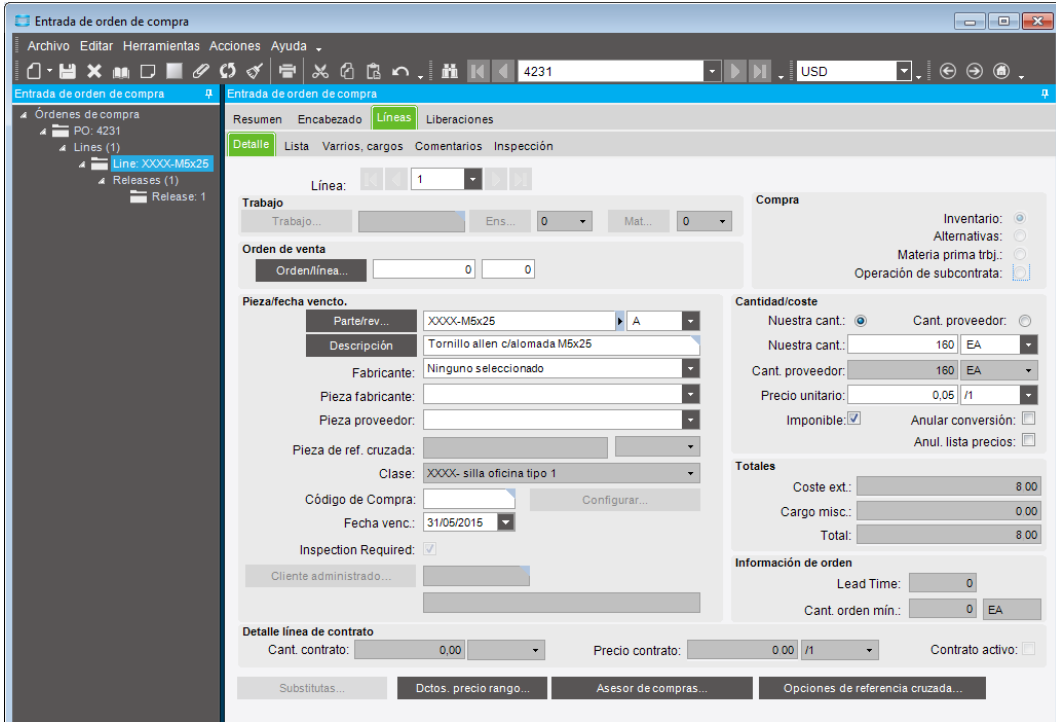 Entrada de orden de compra
Archivo Editar Herramientas Acciones Ayuda
4231 USD
Entrada de orden de compra
Órdenes de compra
PO: 4231
Lines (1)
Line: XXXX-M5x25
Releases (1)
Release: 1
Entrada de orden de compra
Resumen Encabezado Líneas Liberaciones
Detalle Lista Varrios, cargos Comentarios Inspección
Línea: 1
Trabajo
Trabajo... Ens... 0 Mat... 0
Orden de venta
Orden/línea... 0 0
Compra
Inventario:
Alternativas:
Materia prima trbj.:
Operación de subcontrata:
Pieza/fecha vencto.
Parte/rev... XXXX-M5x25 A
Descripción Tornillo allen c/alomada M5x25
Fabricante: Ninguno seleccionado
Pieza fabricante:
Pieza proveedor:
Pieza de ref. cruzada:
Clase: XXXX- silla oficina tipo 1
Código de Compra: Configurar...
Fecha venc.: 31/05/2015
Inspection Required:
Cliente administrado...
Cantidad/coste
Nuestra cant.: Cant. proveedor:
Nuestra cant.: 160 EA
Cant. proveedor: 160 EA
Precio unitario: 0,05 /1
Imponible: Anular conversión:
Anul. lista precios:
Totales
Coste ext.: 8 00
Cargo misc.: 0 00
Total: 8 00
Información de orden
Lead Time: 0
Cant. orden mín.: 0 EA
Detalle línea de contrato
Cant. contrato: 0,00 Precio contrato: 0 00 /1 Contrato activo:
Substitutas... Dctos. precio rango... Asesor de compras... Opciones de referencia cruzada...